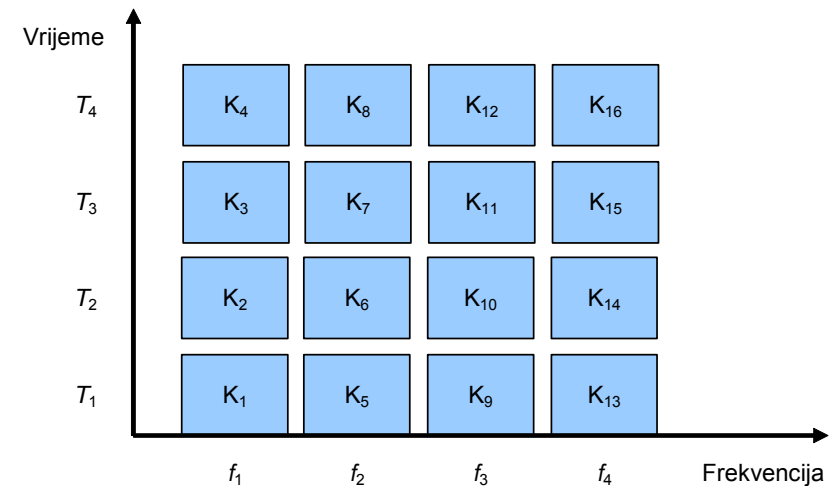 Vrijeme
T₄ K₄ K₈ K₁₂ K₁₆
T₃ K₃ K₇ K₁₁ K₁₅
T₂ K₂ K₆ K₁₀ K₁₄
T₁ K₁ K₅ K₉ K₁₃
f₁ f₂ f₃ f₄ Frekvencija